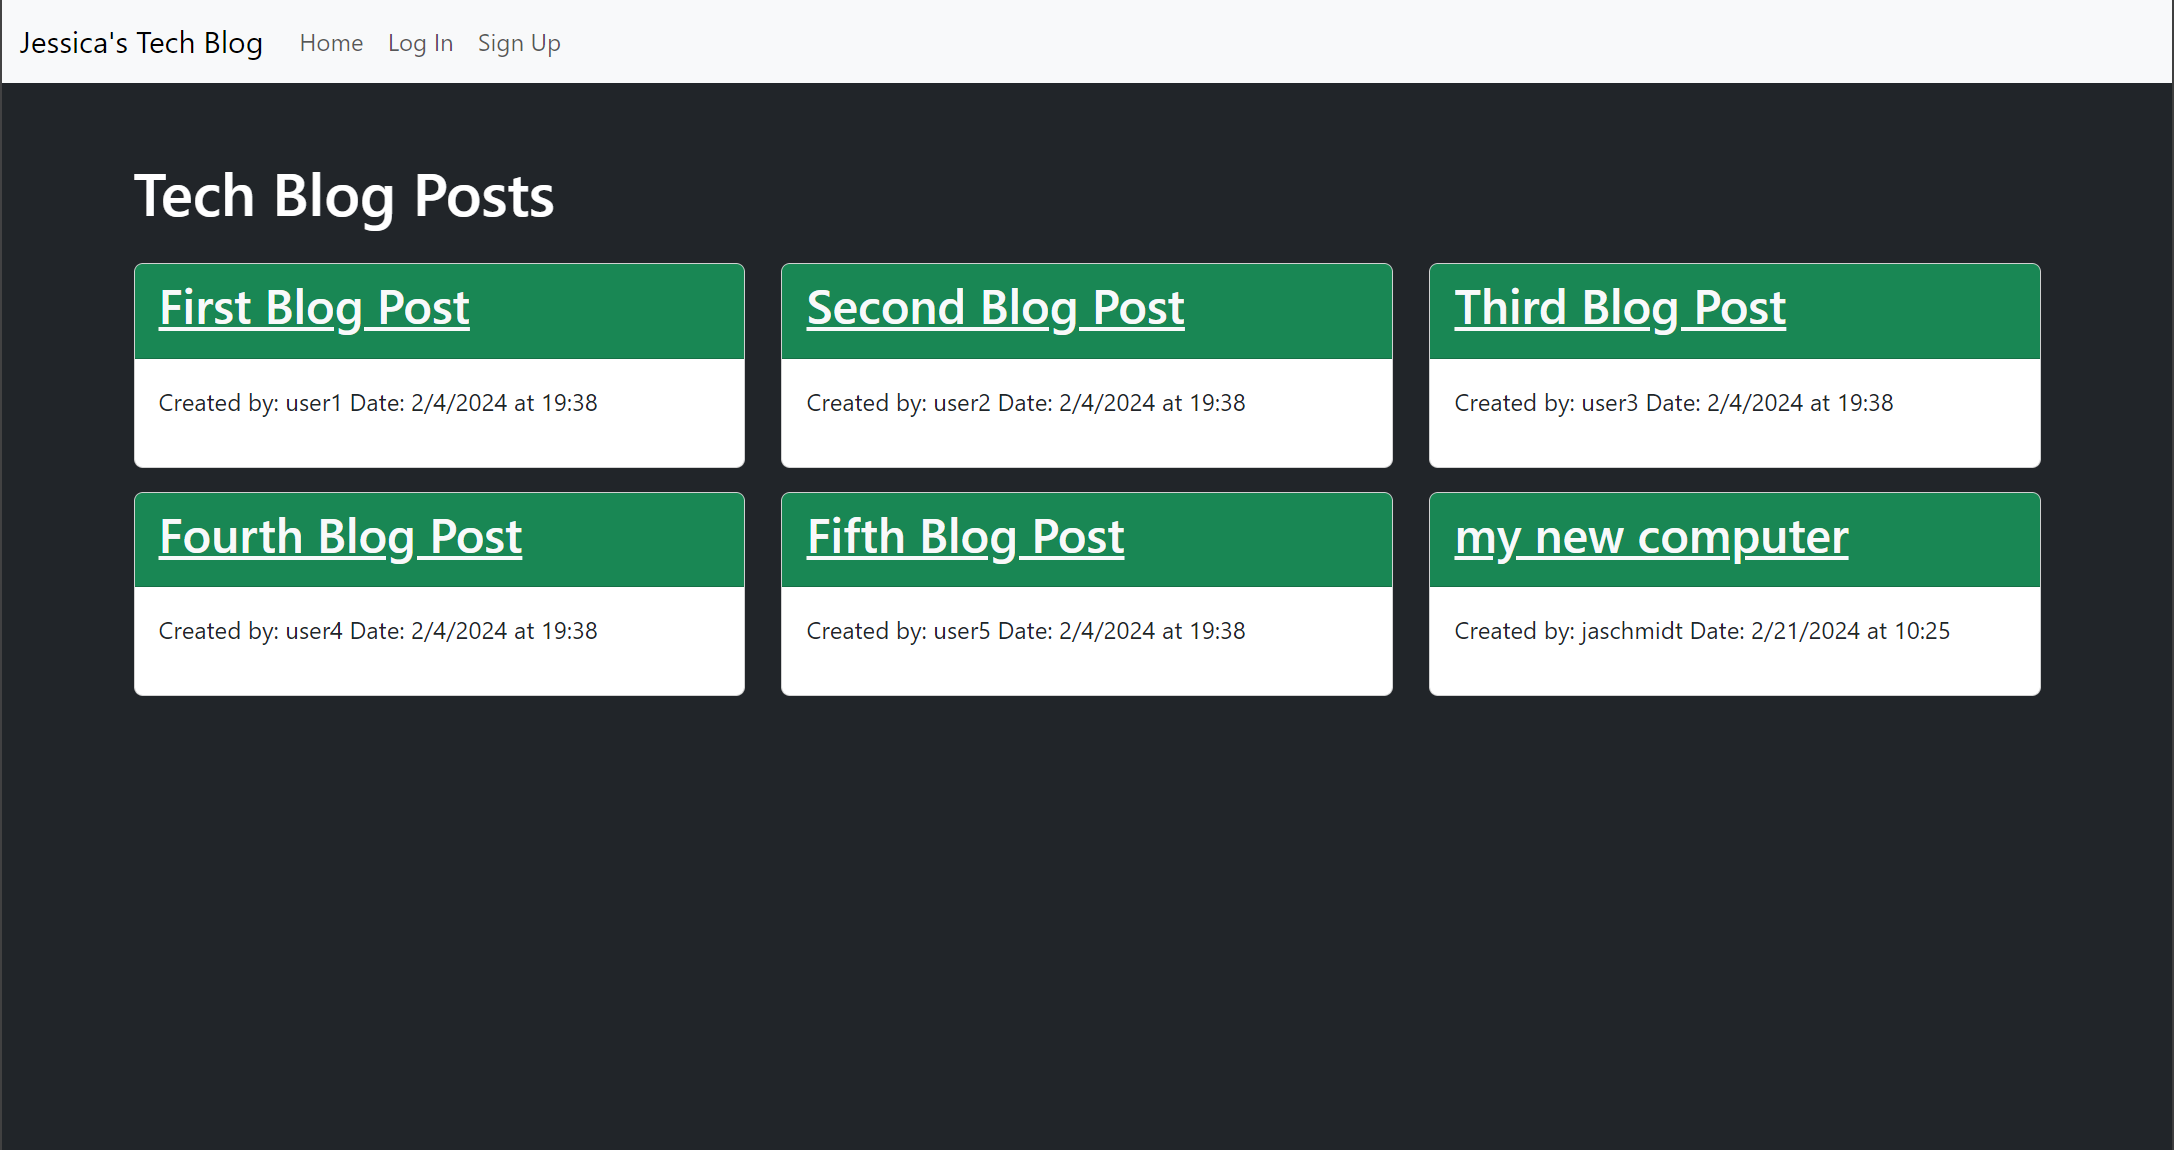 Jessica's Tech Blog Home Log In Sign Up
Tech Blog Posts
First Blog Post
Created by: user1 Date: 2/4/2024 at 19:38
Second Blog Post
Created by: user2 Date: 2/4/2024 at 19:38
Third Blog Post
Created by: user3 Date: 2/4/2024 at 19:38
Fourth Blog Post
Created by: user4 Date: 2/4/2024 at 19:38
Fifth Blog Post
Created by: user5 Date: 2/4/2024 at 19:38
my new computer
Created by: jaschmidt Date: 2/21/2024 at 10:25